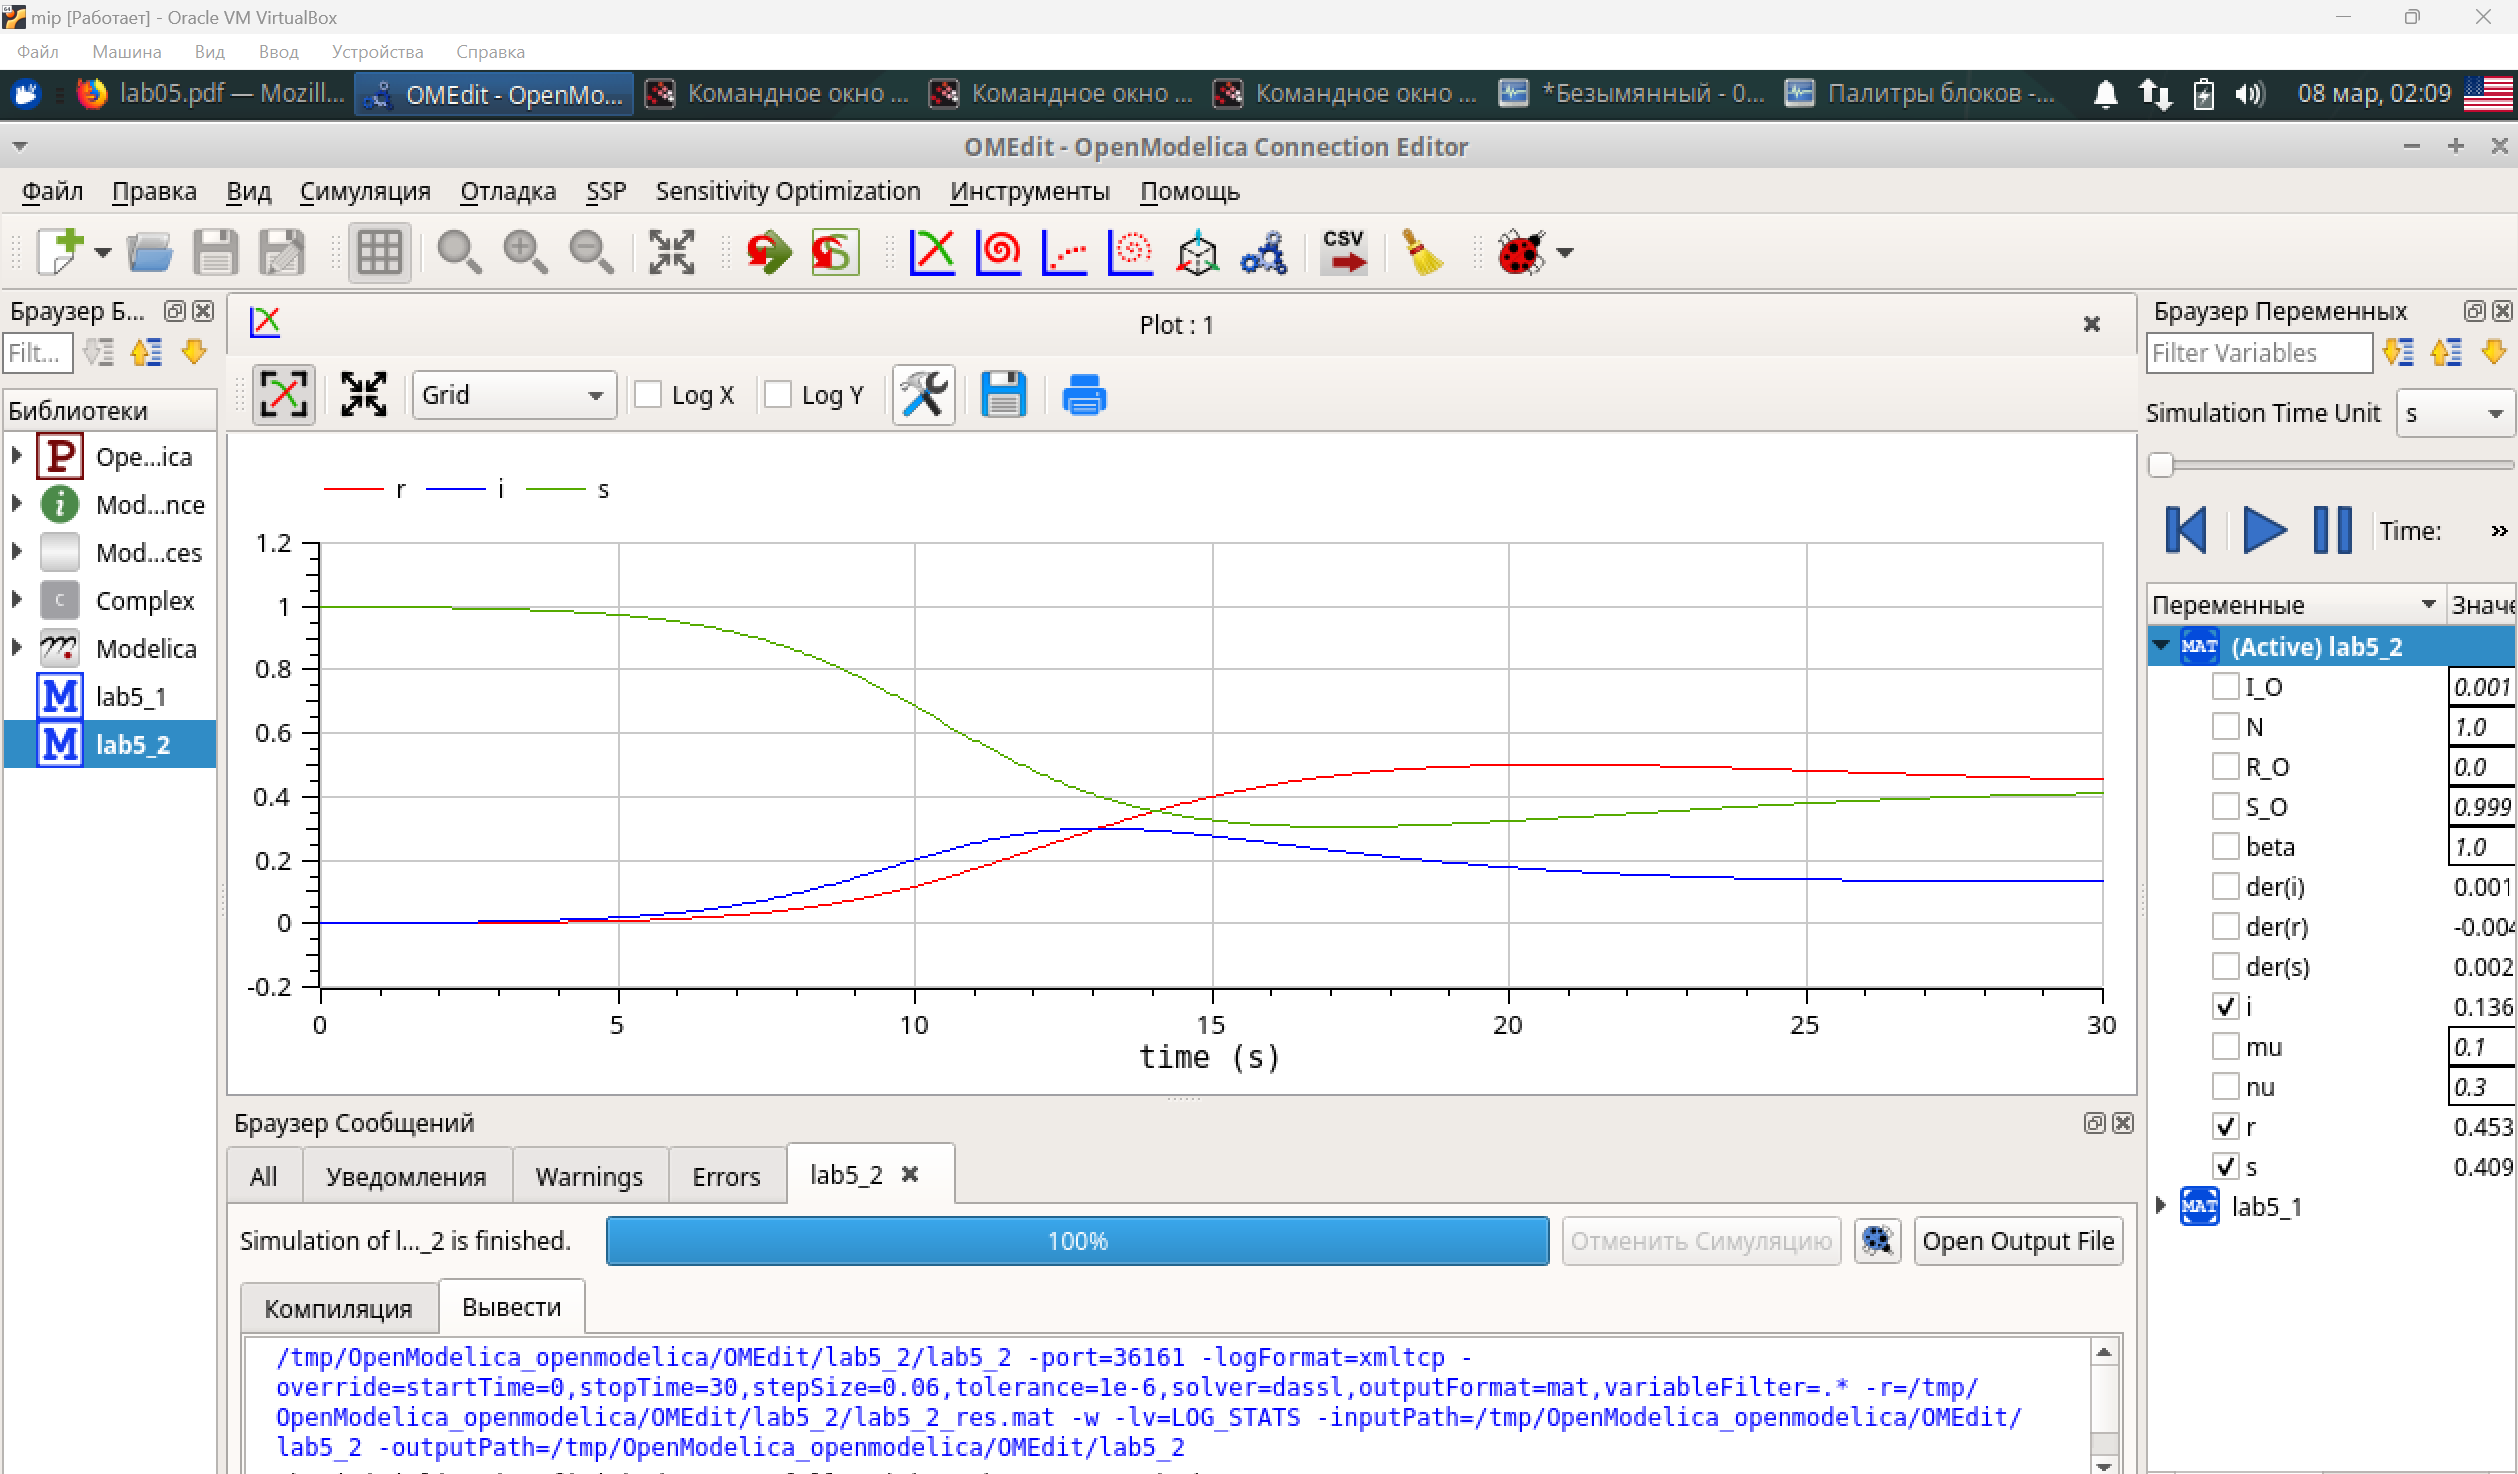 mip [Работает] - Oracle VM VirtualBox
Файл Машина Вид Ввод Устройства Справка
lab05.pdf — Mozill... OMEdit - OpenMo... Командное окно ... Командное окно ... Командное окно ... *Безымянный - 0... Палитры блоков -... 08 мар, 02:09
OMEdit - OpenModelica Connection Editor
Файл Правка Вид Симуляция Отладка SSP Sensitivity Optimization Инструменты Помощь
CSV
Браузер Б...
Filt...
Библиотеки
P Ope...ica
i Mod...nce
Mod...ces
C Complex
Modelica
M lab5_1
M lab5_2
Plot : 1
Grid Log X Log Y
r i s
1.2
1
0.8
0.6
0.4
0.2
0
-0.2
0 5 10 15 20 25 30
time (s)
Браузер Сообщений
All Уведомления Warnings Errors lab5_2
Simulation of l..._2 is finished. 100% Отменить Симуляцию Open Output File
Компиляция Вывести
/tmp/OpenModelica_openmodelica/OMEdit/lab5_2/lab5_2 -port=36161 -logFormat=xmltcp -
override=startTime=0,stopTime=30,stepSize=0.06,tolerance=1e-6,solver=dassl,outputFormat=mat,variableFilter=.* -r=/tmp/
OpenModelica_openmodelica/OMEdit/lab5_2/lab5_2_res.mat -w -lv=LOG_STATS -inputPath=/tmp/OpenModelica_openmodelica/OMEdit/
lab5_2 -outputPath=/tmp/OpenModelica_openmodelica/OMEdit/lab5_2
Браузер Переменных
Filter Variables
Simulation Time Unit s
Time: »
Переменные Значе
MAT (Active) lab5_2
I_O 0.001
N 1.0
R_O 0.0
S_O 0.999
beta 1.0
der(i) 0.001
der(r) -0.004
der(s) 0.002
i 0.136
mu 0.1
nu 0.3
r 0.453
s 0.409
MAT lab5_1